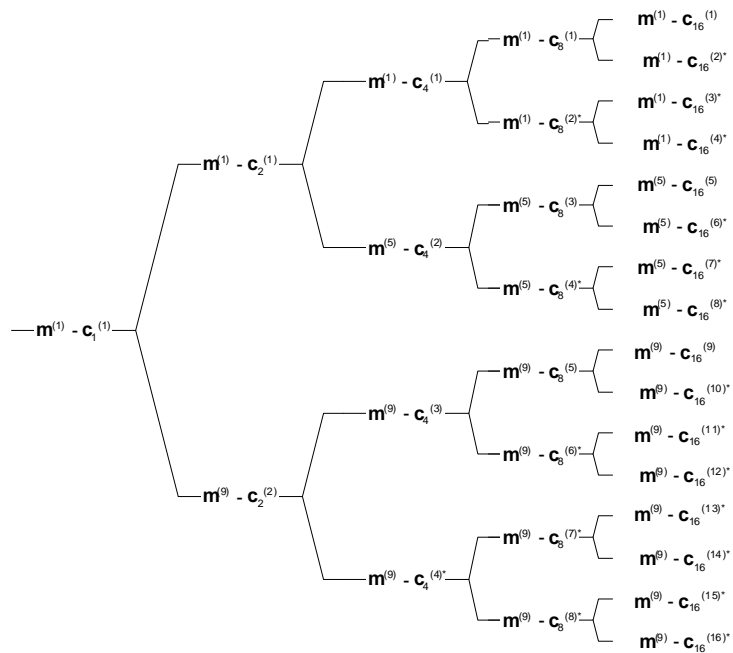 m(1) - c16(1)
m(1) - c8(1)
m(1) - c16(2)*
m(1) - c4(1)
m(1) - c16(3)*
m(1) - c8(2)*
m(1) - c16(4)*
m(1) - c2(1)
m(5) - c16(5)
m(5) - c8(3)
m(5) - c16(6)*
m(5) - c4(2)
m(5) - c16(7)*
m(5) - c8(4)*
m(5) - c16(8)*
m(1) - c1(1)
m(9) - c16(9)
m(9) - c8(5)
m(9) - c16(10)*
m(9) - c4(3)
m(9) - c16(11)*
m(9) - c8(6)*
m(9) - c16(12)*
m(9) - c2(2)
m(9) - c16(13)*
m(9) - c8(7)*
m(9) - c16(14)*
m(9) - c4(4)*
m(9) - c16(15)*
m(9) - c8(8)*
m(9) - c16(16)*